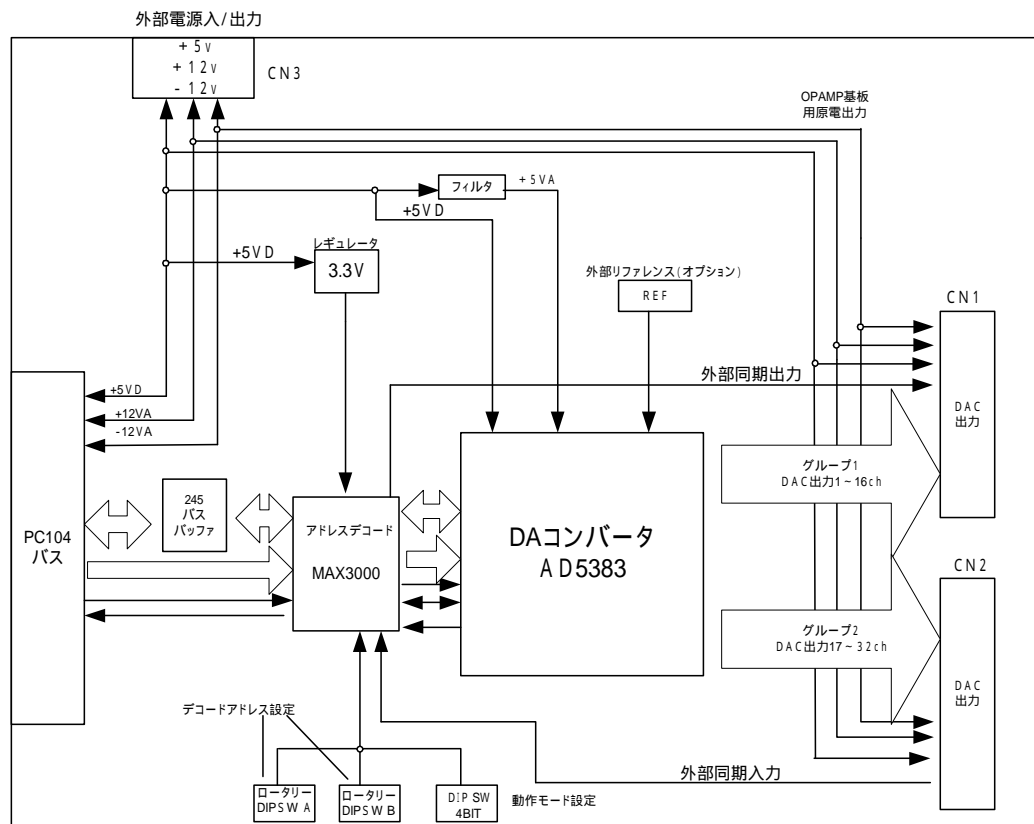 外部電源入/出力
+5V
+12V
-12V
CN3
OPAMP基板
用原電出力
フィルタ
+5VA
+5VD
レギュレータ
+5VD
3.3V
外部リファレンス(オプション)
REF
CN1
外部同期出力
+5VD
+12VA
-12VA
DAC
出力
グループ1
DAC出力1~16ch
245
バス
バッファ
アドレスデコード
MAX3000
DAコンバータ
AD5383
PC104
バス
CN2
グループ2
DAC出力17~32ch
DAC
出力
デコードアドレス設定
外部同期入力
ロータリー
DIPSW A
ロータリー
DIPSW B
DIP SW
4BIT
動作モード設定